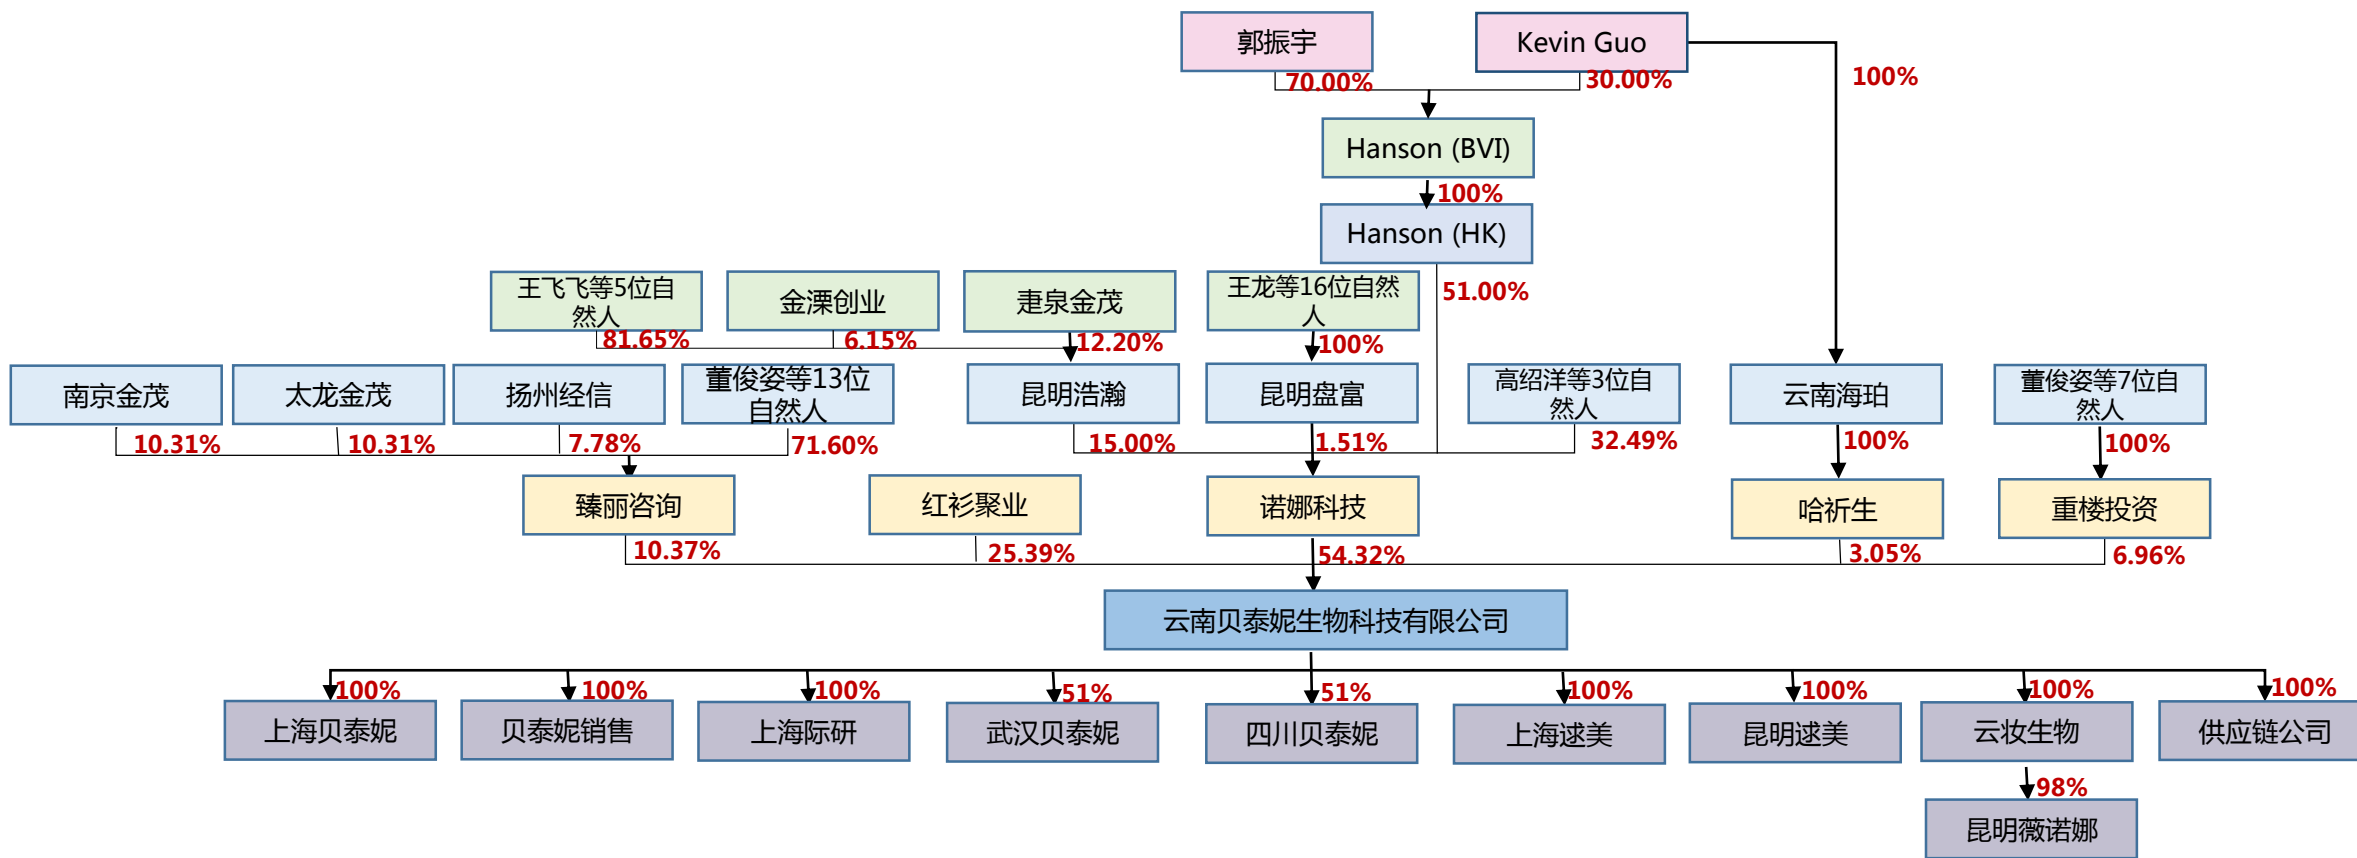 郭振宇
Kevin Guo
70.00%
30.00%
100%
Hanson (BVI)
100%
Hanson (HK)
王飞飞等5位自
然人
金溧创业
疌泉金茂
王龙等16位自然
人
51.00%
81.65%
6.15%
12.20%
100%
南京金茂
太龙金茂
扬州经信
董俊姿等13位
自然人
昆明浩瀚
昆明盘富
高绍洋等3位自
然人
云南海珀
董俊姿等7位自
然人
10.31%
10.31%
7.78%
71.60%
15.00%
1.51%
32.49%
100%
100%
臻丽咨询
红衫聚业
诺娜科技
哈祈生
重楼投资
10.37%
25.39%
54.32%
3.05%
6.96%
云南贝泰妮生物科技有限公司
100%
100%
100%
51%
51%
100%
100%
100%
100%
上海贝泰妮
贝泰妮销售
上海际研
武汉贝泰妮
四川贝泰妮
上海逑美
昆明逑美
云妆生物
供应链公司
98%
昆明薇诺娜